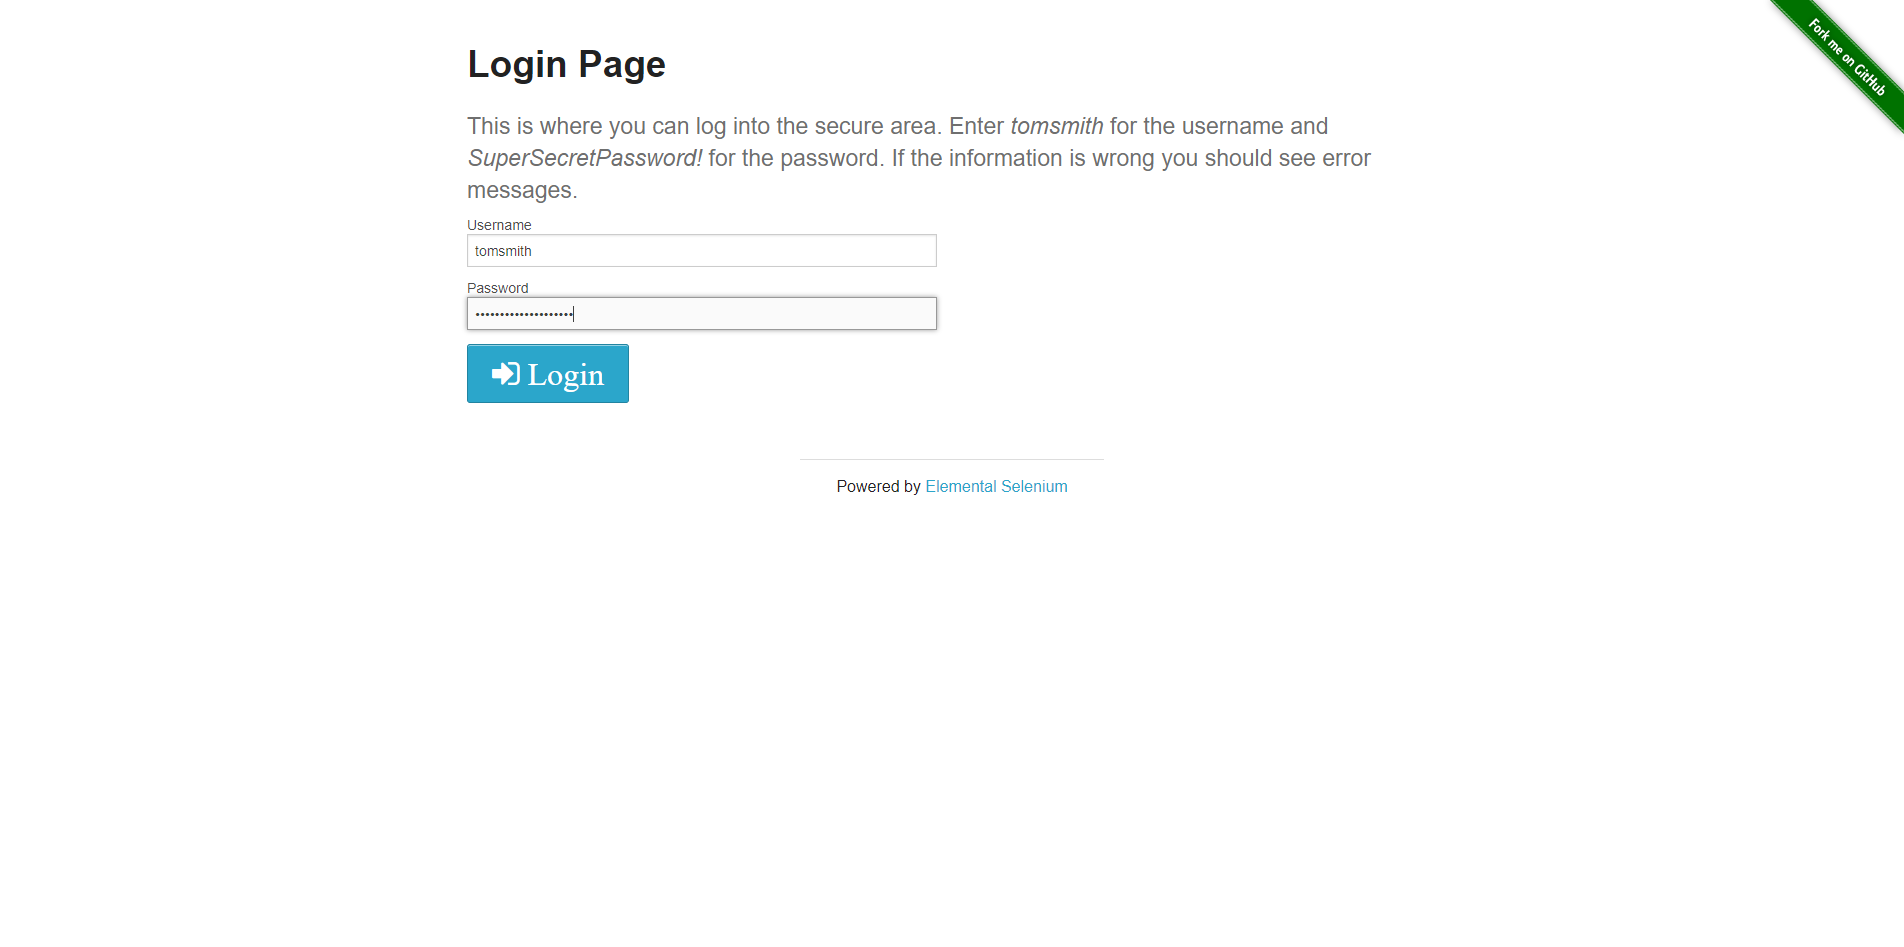 Fork me on GitHub
Login Page
This is where you can log into the secure area. Enter tomsmith for the username and
SuperSecretPassword! for the password. If the information is wrong you should see error
messages.
Username
tomsmith
Password
••••••••••••••••••••
Login
Powered by Elemental Selenium